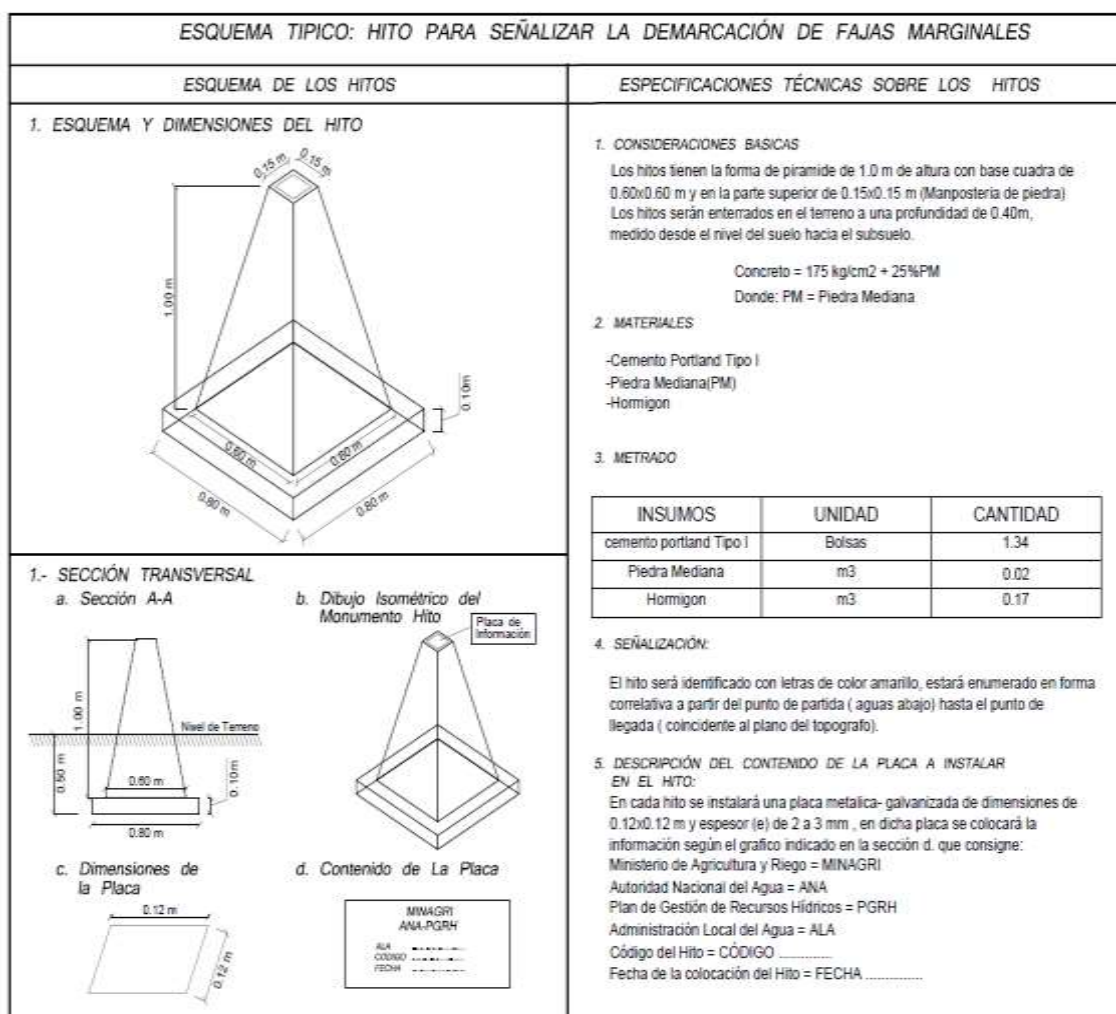 ESQUEMA TIPICO: HITO PARA SEÑALIZAR LA DEMARCACIÓN DE FAJAS MARGINALES
ESQUEMA DE LOS HITOS
1. ESQUEMA Y DIMENSIONES DEL HITO
0.15 m
0.15 m
1.00 m
0.10m
0.60 m
0.60 m
0.80 m
0.80 m
1.- SECCIÓN TRANSVERSAL
a. Sección A-A
1.00 m
Nivel de Terreno
0.50 m
0.60 m
0.10m
0.80 m
b. Dibujo Isométrico del
Monumento Hito
Placa de
Información
c. Dimensiones de
la Placa
0.12 m
0.12 m
d. Contenido de La Placa
MINAGRI
ANA-PGRH
ALA
CODIGO
FECHA
ESPECIFICACIONES TÉCNICAS SOBRE LOS HITOS
1. CONSIDERACIONES BASICAS
Los hitos tienen la forma de piramide de 1.0 m de altura con base cuadra de
0.60x0.60 m y en la parte superior de 0.15x0.15 m (Manposteria de piedra)
Los hitos serán enterrados en el terreno a una profundidad de 0.40m,
medido desde el nivel del suelo hacia el subsuelo.
Concreto = 175 kg/cm2 + 25%PM
Donde: PM = Piedra Mediana
2. MATERIALES
-Cemento Portland Tipo I
-Piedra Mediana(PM)
-Hormigon
3. METRADO
INSUMOS UNIDAD CANTIDAD
cemento portland Tipo I Bolsas 1.34
Piedra Mediana m3 0.02
Hormigon m3 0.17
4. SEÑALIZACIÓN:
El hito será identificado con letras de color amarillo, estará enumerado en forma
correlativa a partir del punto de partida ( aguas abajo) hasta el punto de
llegada ( coincidente al plano del topografo).
5. DESCRIPCIÓN DEL CONTENIDO DE LA PLACA A INSTALAR
EN EL HITO:
En cada hito se instalará una placa metalica- galvanizada de dimensiones de
0.12x0.12 m y espesor (e) de 2 a 3 mm , en dicha placa se colocará la
información según el grafico indicado en la sección d. que consigne:
Ministerio de Agricultura y Riego = MINAGRI
Autoridad Nacional del Agua = ANA
Plan de Gestión de Recursos Hídricos = PGRH
Administración Local del Agua = ALA
Código del Hito = CÓDIGO ..............
Fecha de la colocación del Hito = FECHA ...............